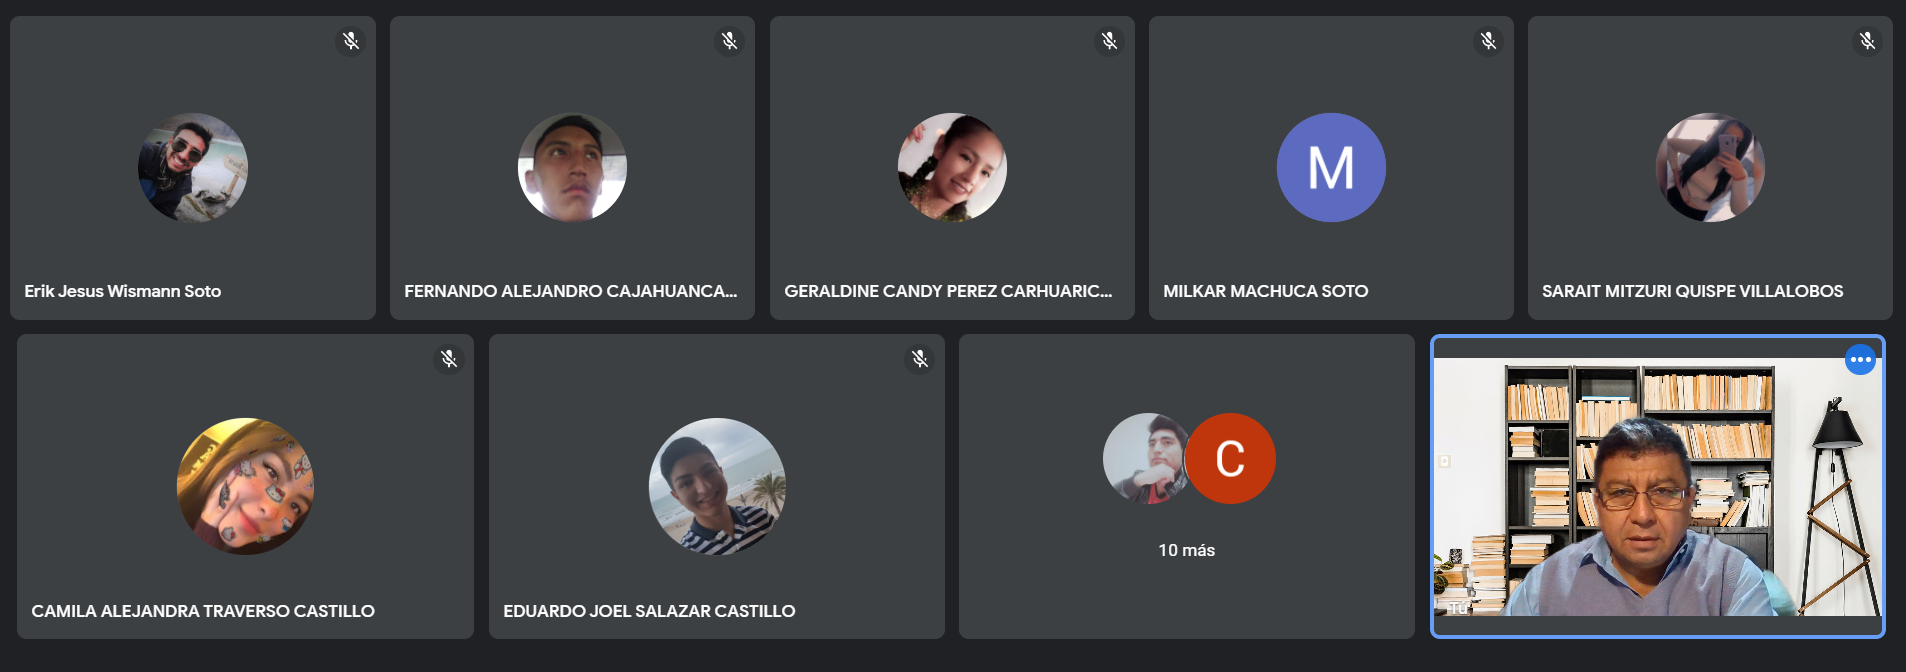 Erik Jesus Wismann Soto
FERNANDO ALEJANDRO CAJAHUANCA...
GERALDINE CANDY PEREZ CARHUARIC...
M
MILKAR MACHUCA SOTO
SARAIT MITZURI QUISPE VILLALOBOS
CAMILA ALEJANDRA TRAVERSO CASTILLO
EDUARDO JOEL SALAZAR CASTILLO
C
10 más
Tú